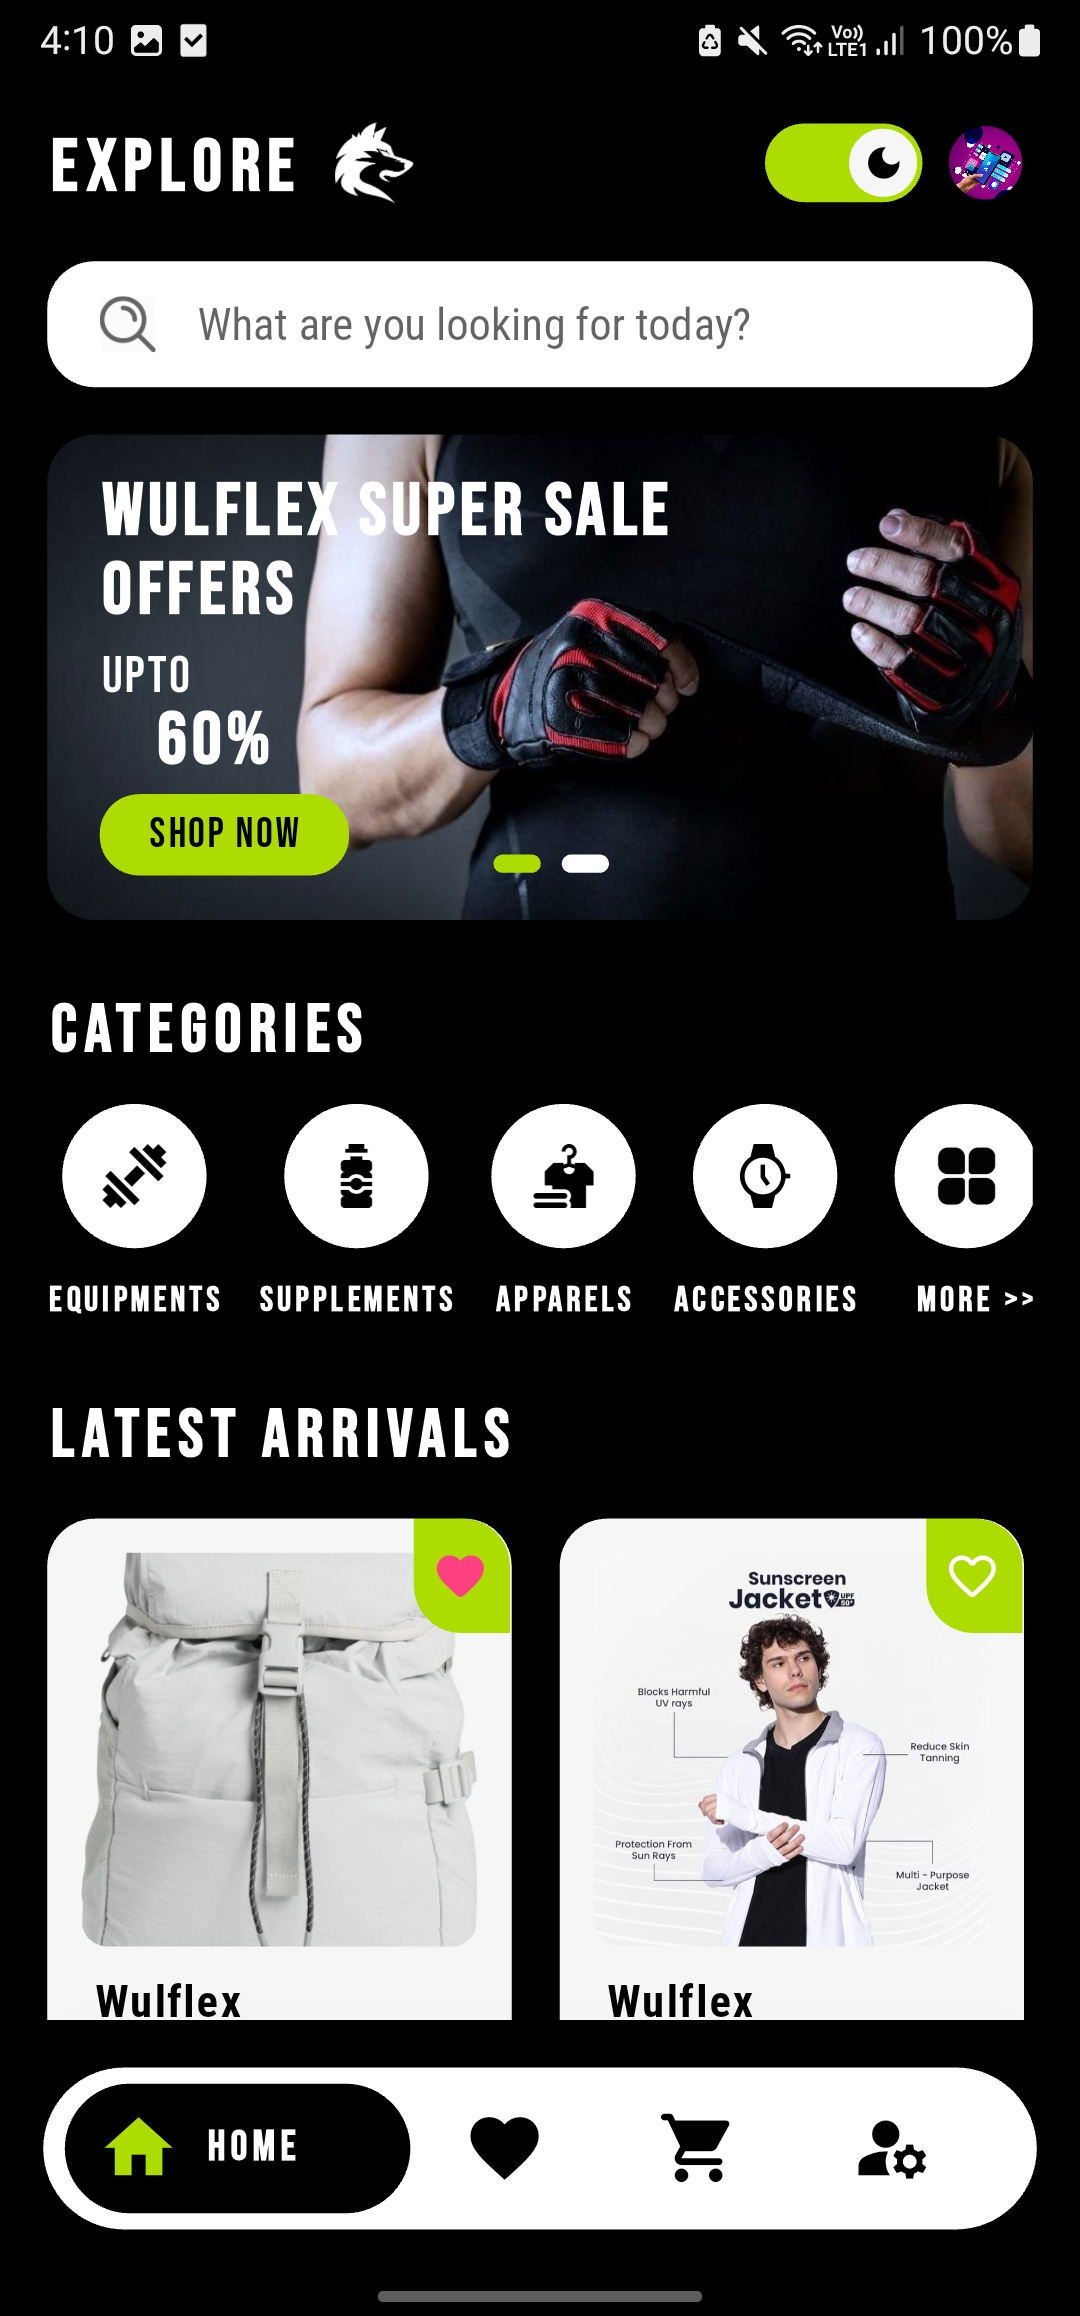 4:10
Vo)) LTE1 100%
EXPLORE
What are you looking for today?
WULFLEX SUPER SALE
OFFERS
UPTO
60%
SHOP NOW
CATEGORIES
EQUIPMENTS SUPPLEMENTS APPARELS ACCESSORIES MORE >>
LATEST ARRIVALS
Sunscreen
Jacket UPF 50+
Blocks Harmful
UV rays
Reduce Skin
Tanning
Protection From
Sun Rays
Multi - Purpose
Jacket
Wulflex Wulflex
HOME